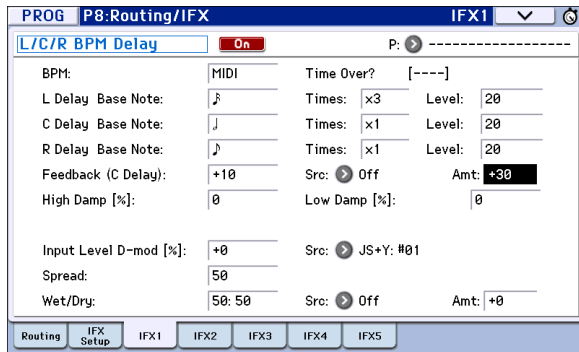 PROG P8:Routing/IFX IFX1
L/C/R BPM Delay On P: -------------------
BPM: MIDI Time Over? [----]
L Delay Base Note: 𝅘𝅥𝅯 Times: x3 Level: 20
C Delay Base Note: ♩ Times: x1 Level: 20
R Delay Base Note: ♪ Times: x1 Level: 20
Feedback (C Delay): +10 Src: Off Amt: +30
High Damp [%]: 0 Low Damp [%]: 0
Input Level D-mod [%]: +0 Src: JS+Y: #01
Spread: 50
Wet/Dry: 50: 50 Src: Off Amt: +0
Routing IFX Setup IFX1 IFX2 IFX3 IFX4 IFX5